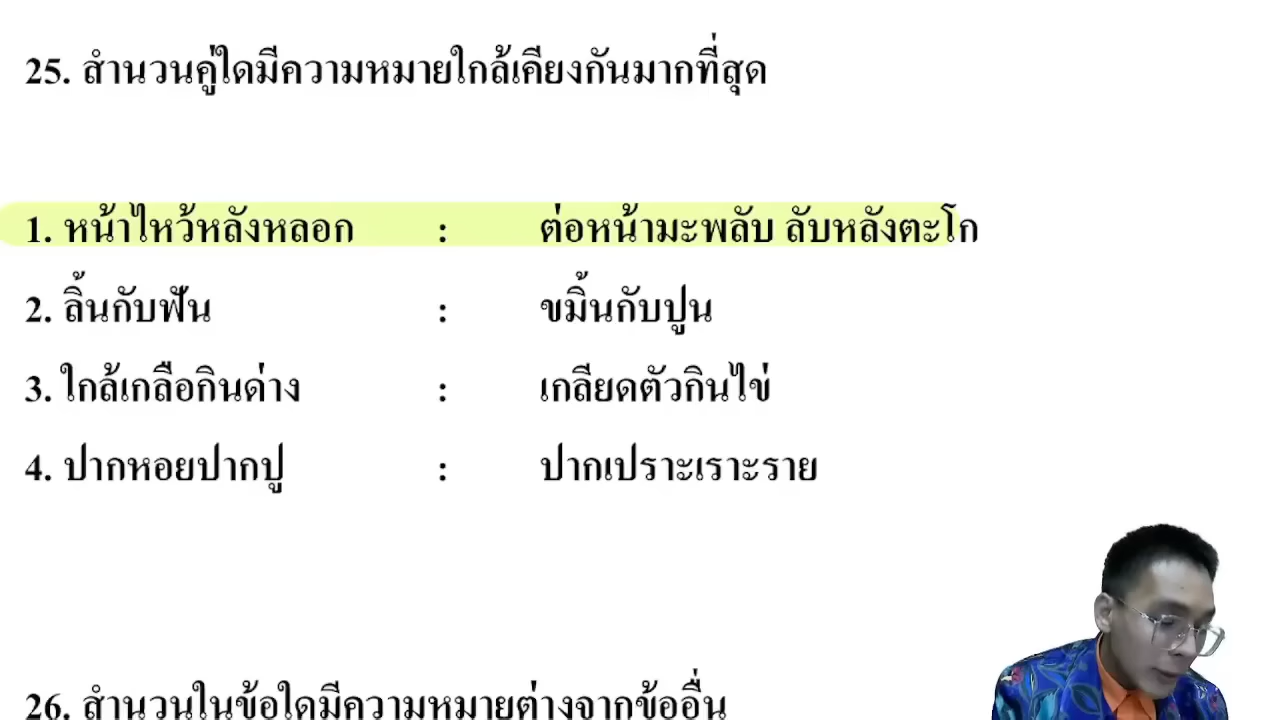 25. สำนวนคู่ใดมีความหมายใกล้เคียงกันมากที่สุด
1. หน้าไหว้หลังหลอก : ต่อหน้ามะพลับ ลับหลังตะโก
2. ลิ้นกับฟัน : ขมิ้นกับปูน
3. ใกล้เกลือกินด่าง : เกลียดตัวกินไข่
4. ปากหอยปากปู : ปากเปราะเราะราย
26. สำนวนในข้อใดมีความหมายต่างจากข้ออื่น